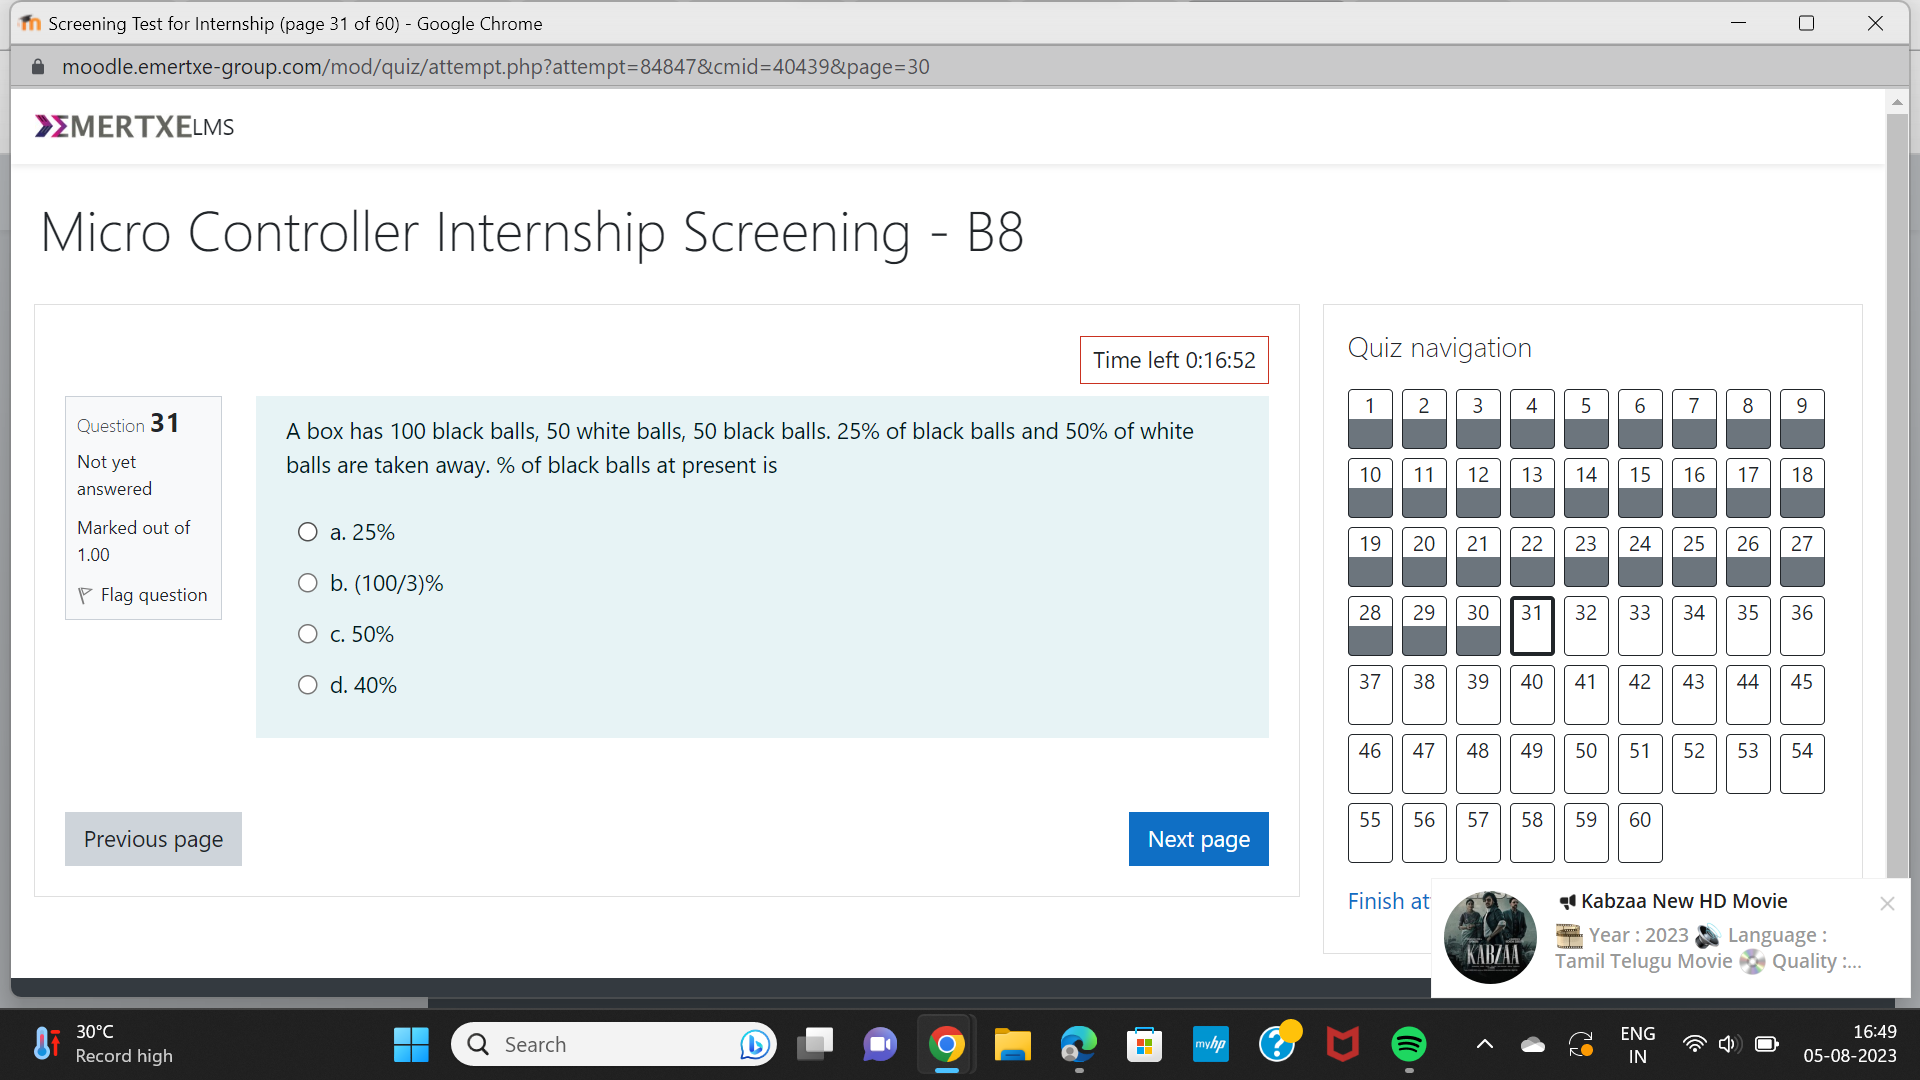 Screening Test for Internship (page 31 of 60) - Google Chrome
moodle.emertxe-group.com/mod/quiz/attempt.php?attempt=84847&cmid=40439&page=30
EMERTXE LMS
Micro Controller Internship Screening - B8
Time left 0:16:52
Question 31
Not yet
answered
Marked out of
1.00
Flag question
A box has 100 black balls, 50 white balls, 50 black balls. 25% of black balls and 50% of white
balls are taken away. % of black balls at present is
a. 25%
b. (100/3)%
c. 50%
d. 40%
Previous page
Next page
Quiz navigation
1 2 3 4 5 6 7 8 9
10 11 12 13 14 15 16 17 18
19 20 21 22 23 24 25 26 27
28 29 30 31 32 33 34 35 36
37 38 39 40 41 42 43 44 45
46 47 48 49 50 51 52 53 54
55 56 57 58 59 60
Finish at
KABZAA
Kabzaa New HD Movie
Year : 2023 Language :
Tamil Telugu Movie Quality :...
30°C
Record high
Search
myhp
ENG
IN
16:49
05-08-2023